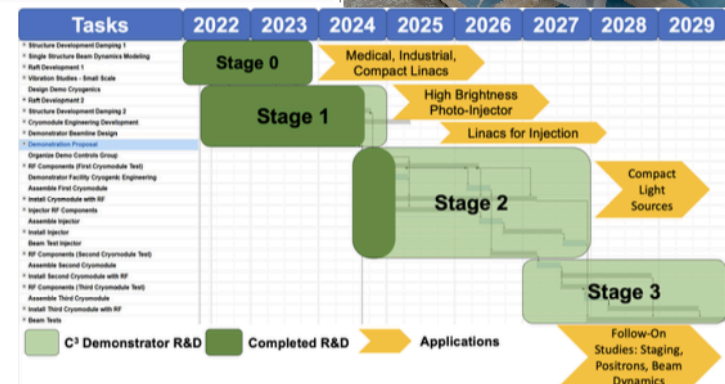 Tasks 2022 2023 2024 2025 2026 2027 2028 2029
Structure Development Damping 1
Single Structure Beam Dynamics Modeling
Raft Development 1
Vibration Studies - Small Scale
Design Demo Cryogenics
Raft Development 2
Structure Development Damping 2
Cryomodule Engineering Development
Demonstrator Beamline Design
Demonstration Proposal
Organize Demo Controls Group
RF Components (First Cryomodule Test)
Demonstrator Facility Cryogenic Engineering
Assemble First Cryomodule
Install Cryomodule with RF
Injector RF Components
Assemble Injector
Install Injector
Beam Test Injector
RF Components (Second Cryomodule Test)
Assemble Second Cryomodule
Install Second Cryomodule with RF
RF Components (Third Cryomodule Test)
Assemble Third Cryomodule
Install Third Cryomodule with RF
Beam Tests
Stage 0
Medical, Industrial,
Compact Linacs
Stage 1
High Brightness
Photo-Injector
Linacs for Injection
Stage 2
Compact
Light
Sources
Stage 3
C³ Demonstrator R&D
Completed R&D
Applications
Follow-On
Studies: Staging,
Positrons, Beam
Dynamics